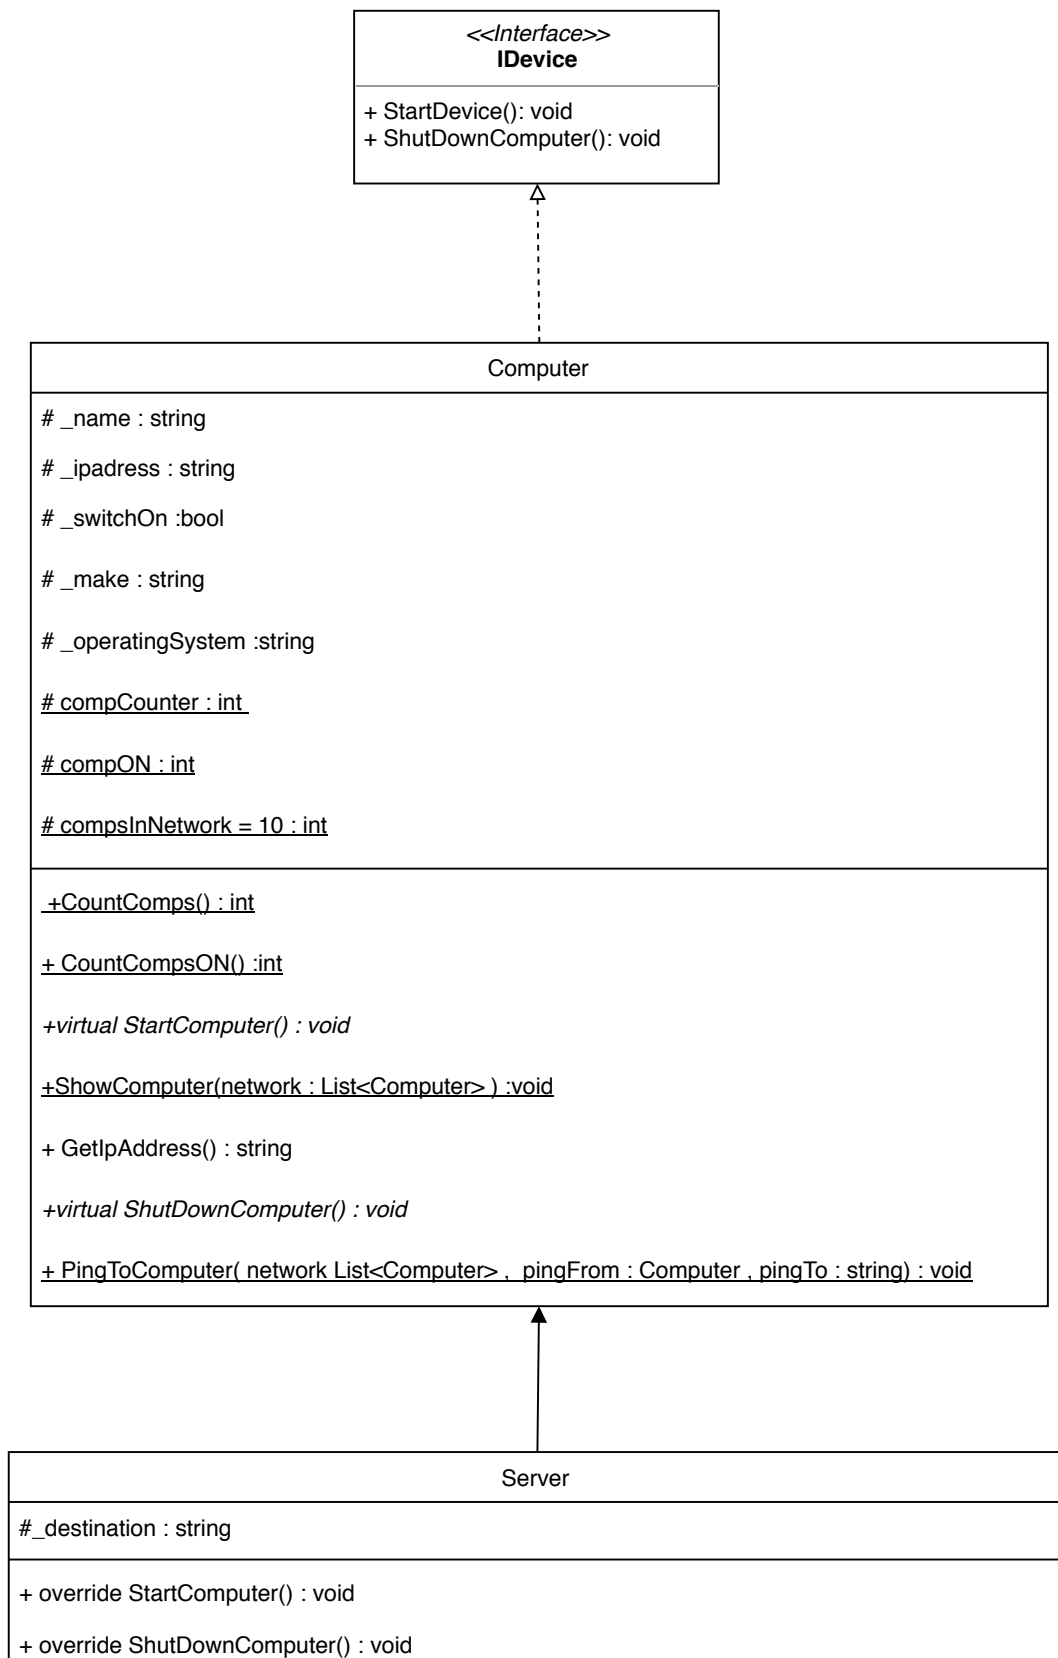 <<Interface>>
IDevice
+ StartDevice(): void
+ ShutDownComputer(): void
Computer
# _name : string
# _ipadress : string
# _switchOn :bool
# _make : string
# _operatingSystem :string
# compCounter : int
# compON : int
# compsInNetwork = 10 : int
+CountComps() : int
+ CountCompsON() :int
+virtual StartComputer() : void
+ShowComputer(network : List<Computer> ) :void
+ GetIpAddress() : string
+virtual ShutDownComputer() : void
+ PingToComputer( network List<Computer> ,  pingFrom : Computer , pingTo : string) : void
Server
#_destination : string
+ override StartComputer() : void
+ override ShutDownComputer() : void